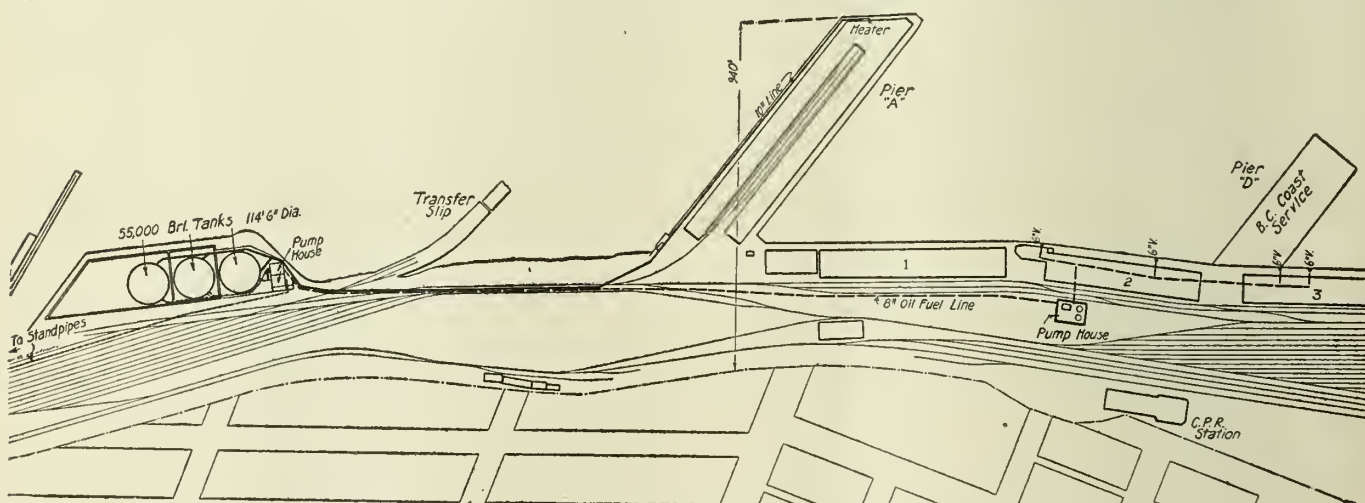 Heater
940'
10" Line
Pier
"A"
Transfer
Slip
Pier
"D"
B.C. Coast
Service
55,000 Brl. Tanks 114' 6" Dia.
Pump
House
6"V.
6"V.
6"V.
6"V.
1
2
3
8" Oil Fuel Line
Pump House
To Standpipes
C.P.R.
Station